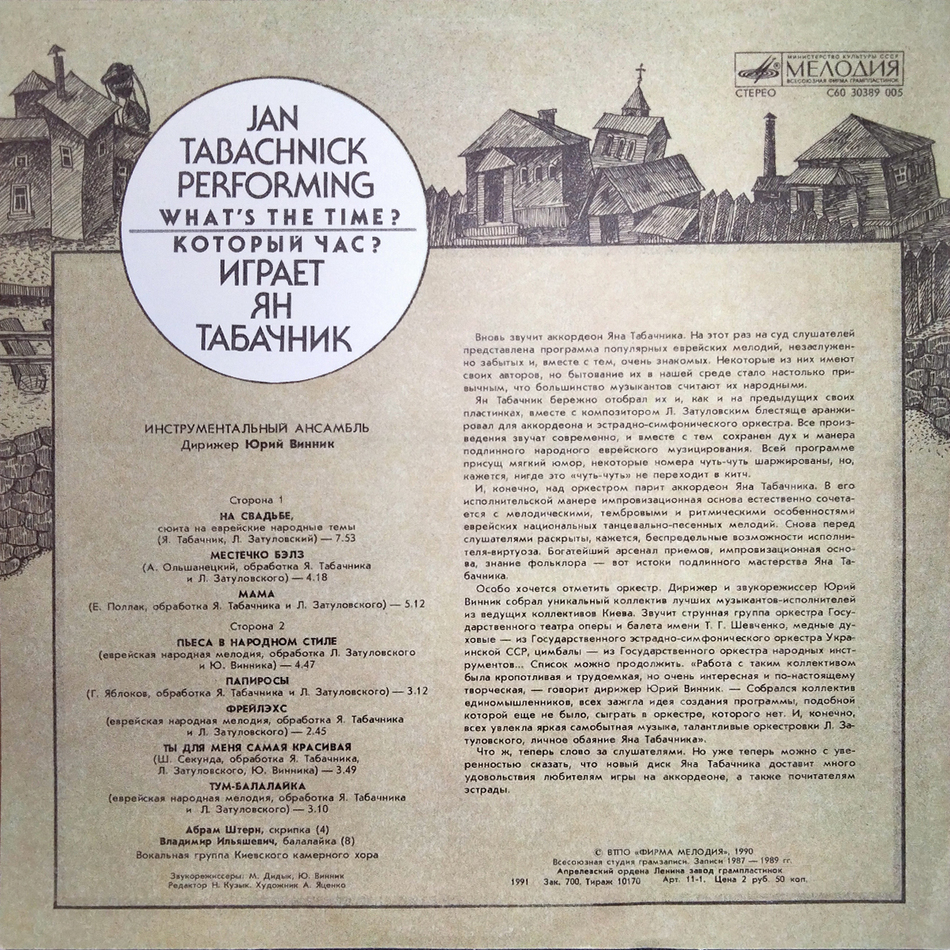 JAN
TABACHNICK
PERFORMING
WHAT'S THE TIME?
КОТОРЫЙ ЧАС?
ИГРАЕТ
ЯН
ТАБАЧНИК
МИНИСТЕРСТВО КУЛЬТУРЫ СССР
МЕЛОДИЯ
ВСЕСОЮЗНАЯ ФИРМА ГРАМПЛАСТИНОК
СТЕРЕО С60 30389 005
ИНСТРУМЕНТАЛЬНЫЙ АНСАМБЛЬ
Дирижер Юрий Винник
Сторона 1
НА СВАДЬБЕ,
сюита на еврейские народные темы
(Я. Табачник, Л. Затуловский) — 7.53
МЕСТЕЧКО БЭЛЗ
(А. Ольшанецкий, обработка Я. Табачника
и Л. Затуловского) — 4.18
МАМА
(Е. Поллак, обработка Я. Табачника и Л. Затуловского) — 5.12
Сторона 2
ПЬЕСА В НАРОДНОМ СТИЛЕ
(еврейская народная мелодия, обработка Л. Затуловского
и Ю. Винника) — 4.47
ПАПИРОСЫ
(Г. Яблоков, обработка Я. Табачника и Л. Затуловского) — 3.12
ФРЕЙЛЭХС
(еврейская народная мелодия, обработка Я. Табачника
и Л. Затуловского) — 2.45
ТЫ ДЛЯ МЕНЯ САМАЯ КРАСИВАЯ
(Ш. Секунда, обработка Я. Табачника,
Л. Затуловского, Ю. Винника) — 3.49
ТУМ-БАЛАЛАЙКА
(еврейская народная мелодия, обработка Я. Табачника
и Л. Затуловского) — 3.10
Абрам Штерн, скрипка (4)
Владимир Ильяшевич, балалайка (8)
Вокальная группа Киевского камерного хора
Звукорежиссеры: М. Дидык, Ю. Винник
Редактор Н. Кузык. Художник А. Яценко
Вновь звучит аккордеон Яна Табачника. На этот раз на суд слушателей
представлена программа популярных еврейских мелодий, незаслужен-
но забытых и, вместе с тем, очень знакомых. Некоторые из них имеют
своих авторов, но бытование их в нашей среде стало настолько при-
вычным, что большинство музыкантов считают их народными.
Ян Табачник бережно отобрал их и, как и на предыдущих своих
пластинках, вместе с композитором Л. Затуловским блестяще аранжи-
ровал для аккордеона и эстрадно-симфонического оркестра. Все произ-
ведения звучат современно, и вместе с тем сохранен дух и манера
подлинного народного еврейского музицирования. Всей программе
присущ мягкий юмор, некоторые номера чуть-чуть шаржированы, но,
кажется, нигде это «чуть-чуть» не переходит в китч.
И, конечно, над оркестром парит аккордеон Яна Табачника. В его
исполнительской манере импровизационная основа естественно сочета-
ется с мелодическими, тембровыми и ритмическими особенностями
еврейских национальных танцевально-песенных мелодий. Снова перед
слушателями раскрыты, кажется, беспредельные возможности исполни-
теля-виртуоза. Богатейший арсенал приемов, импровизационная осно-
ва, знание фольклора — вот истоки подлинного мастерства Яна Та-
бачника.
Особо хочется отметить оркестр. Дирижер и звукорежиссер Юрий
Винник собрал уникальный коллектив лучших музыкантов-исполнителей
из ведущих коллективов Киева. Звучит струнная группа оркестра Госу-
дарственного театра оперы и балета имени Т. Г. Шевченко, медные ду-
ховые — из Государственного эстрадно-симфонического оркестра Укра-
инской ССР, цимбалы — из Государственного оркестра народных инст-
рументов... Список можно продолжить. «Работа с таким коллективом
была кропотливая и трудоемкая, но очень интересная и по-настоящему
творческая, — говорит дирижер Юрий Винник. — Собрался коллектив
единомышленников, всех зажгла идея создания программы, подобной
которой еще не было, сыграть в оркестре, которого нет. И, конечно,
всех увлекла яркая самобытная музыка, талантливые оркестровки Л. За-
туловского, личное обаяние Яна Табачника».
Что ж, теперь слово за слушателями. Но уже теперь можно с уве-
ренностью сказать, что новый диск Яна Табачника доставит много
удовольствия любителям игры на аккордеоне, а также почитателям
эстрады.
© ВТПО «ФИРМА МЕЛОДИЯ», 1990
Всесоюзная студия грамзаписи. Записи 1987 — 1989 гг.
Апрелевский ордена Ленина завод грампластинок
1991 Зак. 700. Тираж 10170 Арт. 11-1. Цена 2 руб. 50 коп.